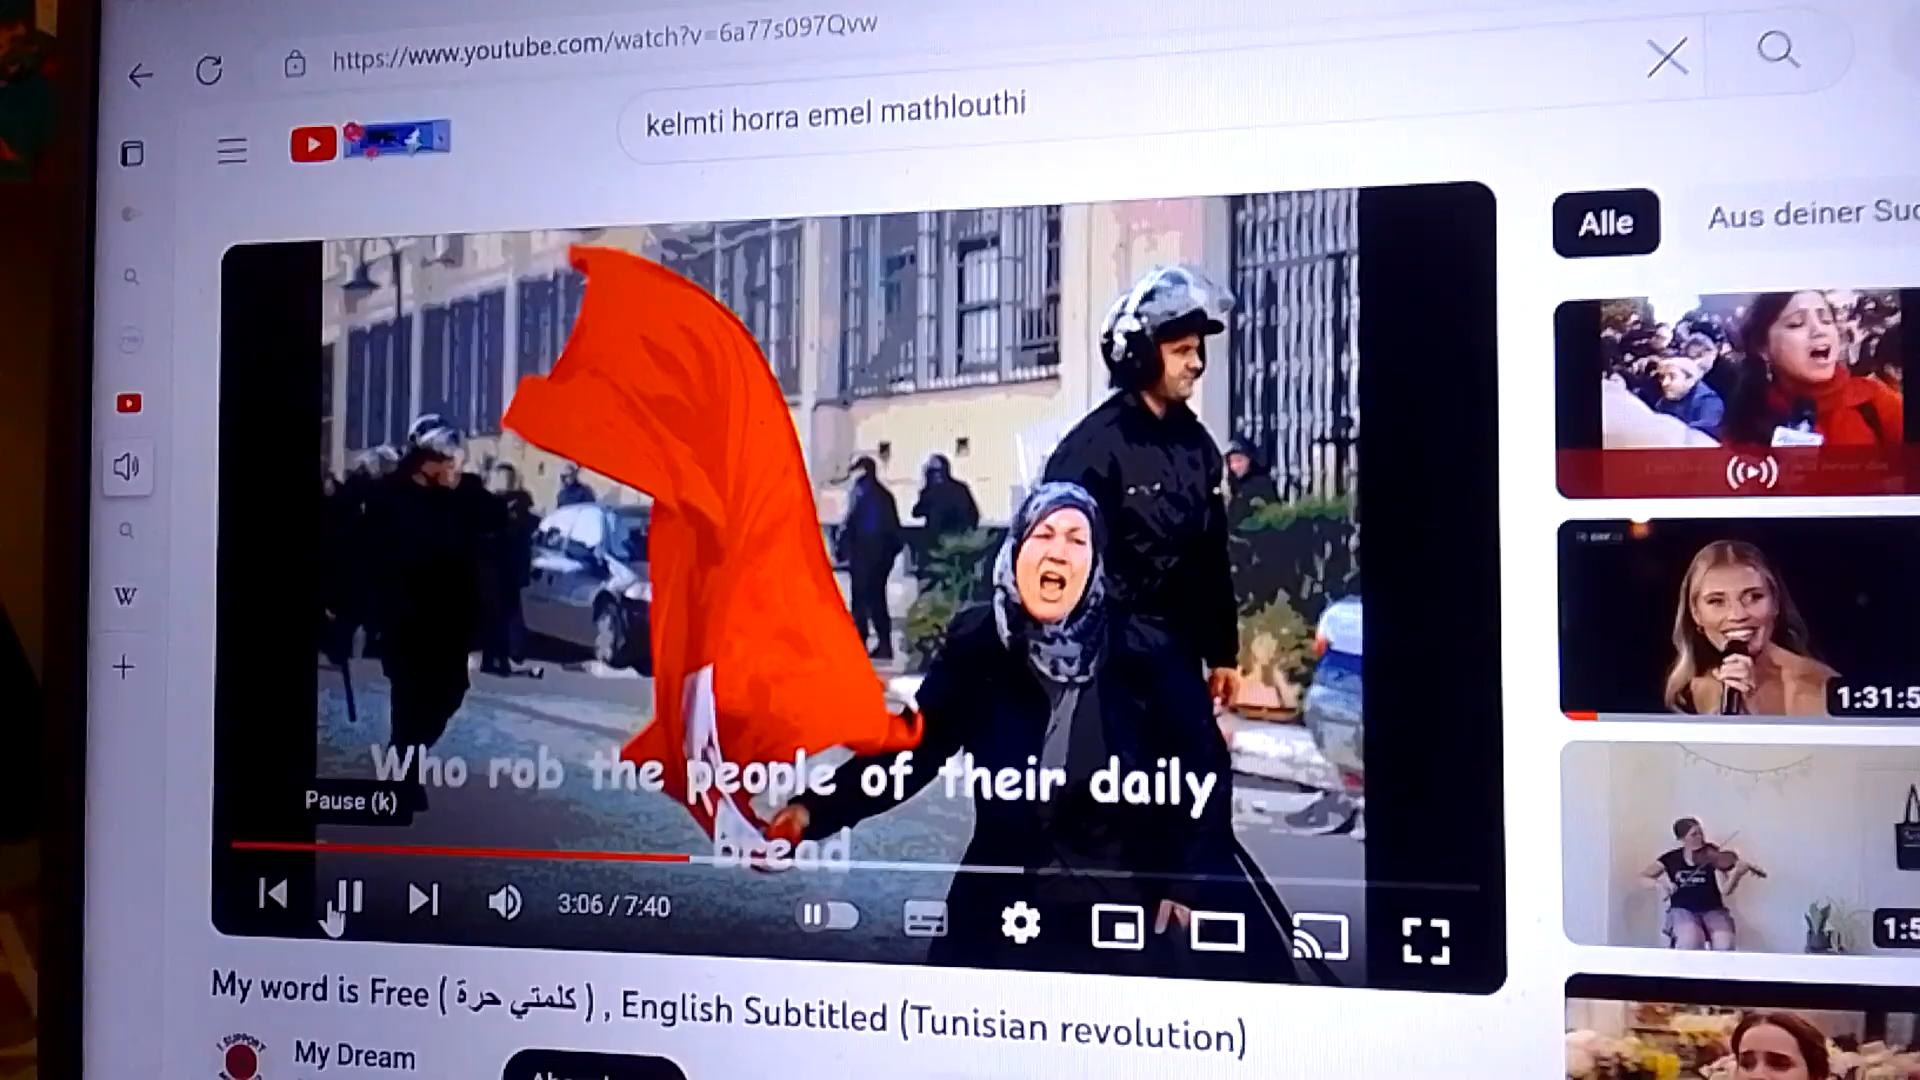 https://www.youtube.com/watch?v=6a77s097Qvw
kelmti horra emel mathlouthi
Alle
Aus deiner Suc
Who rob the people of their daily
bread
Pause (k)
3:06 / 7:40
1:31:5
1:5
W
My word is Free ( كلمتي حرة ) , English Subtitled (Tunisian revolution)
I SUPPORT
My Dream